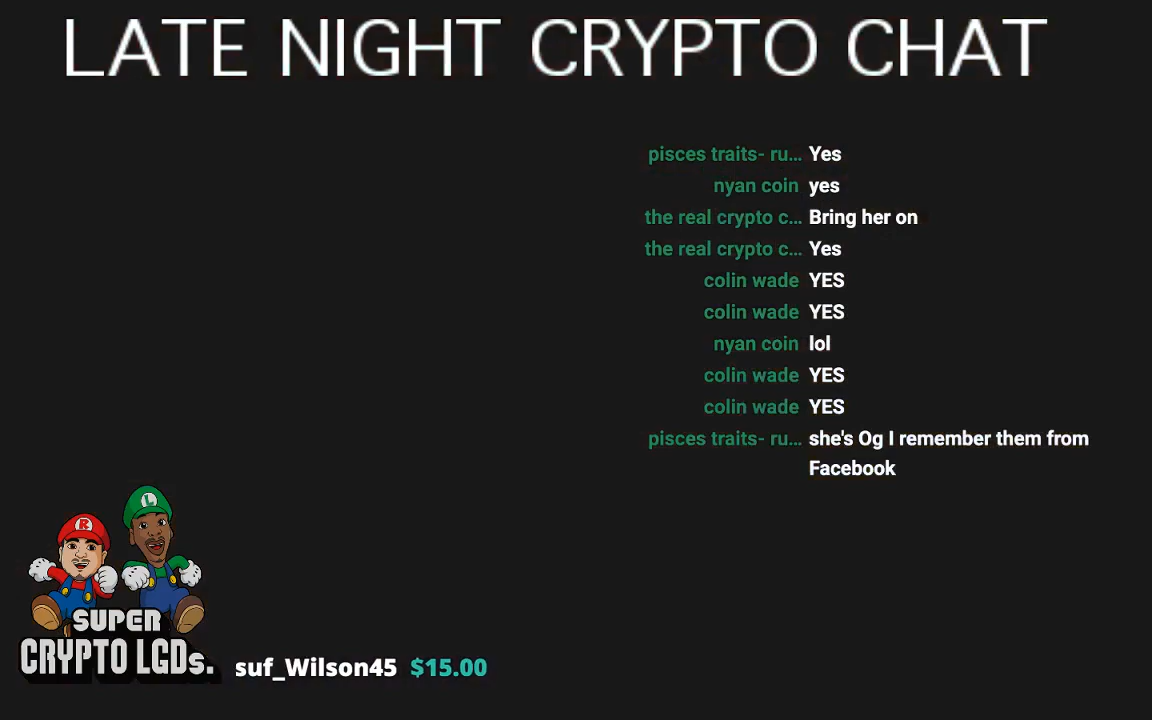 LATE NIGHT CRYPTO CHAT
pisces traits- ru... Yes
nyan coin yes
the real crypto c... Bring her on
the real crypto c... Yes
colin wade YES
colin wade YES
nyan coin lol
colin wade YES
colin wade YES
pisces traits- ru... she's Og I remember them from
Facebook
R
L
SUPER
CRYPTO LGDs.
suf_Wilson45 $15.00